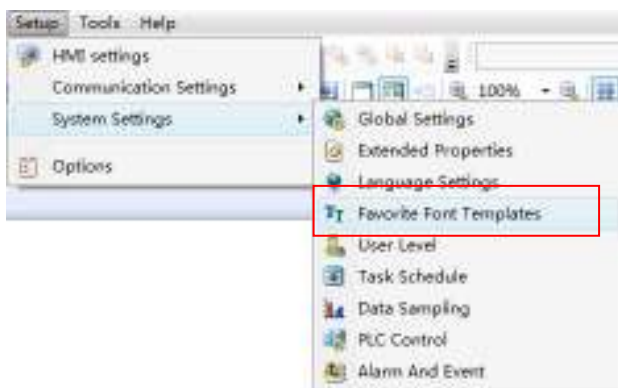 Setup Tools Help
HMI settings
Communication Settings
100%
System Settings
Global Settings
Extended Properties
Options
Language Settings
Favorite Font Templates
User Level
Task Schedule
Data Sampling
PLC Control
Alarm And Event